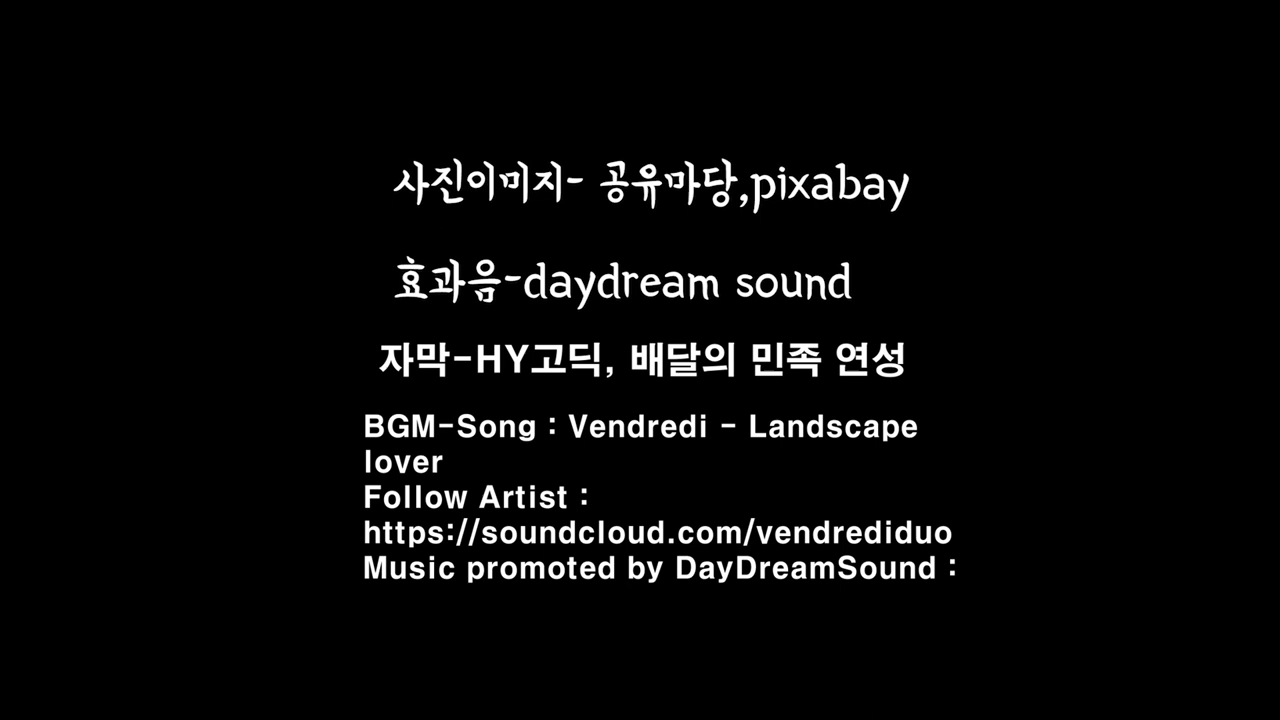 사진이미지- 공유마당,pixabay
효과음-daydream sound
자막-HY고딕, 배달의 민족 연성
BGM-Song : Vendredi - Landscape
lover
Follow Artist :
https://soundcloud.com/vendrediduo
Music promoted by DayDreamSound :